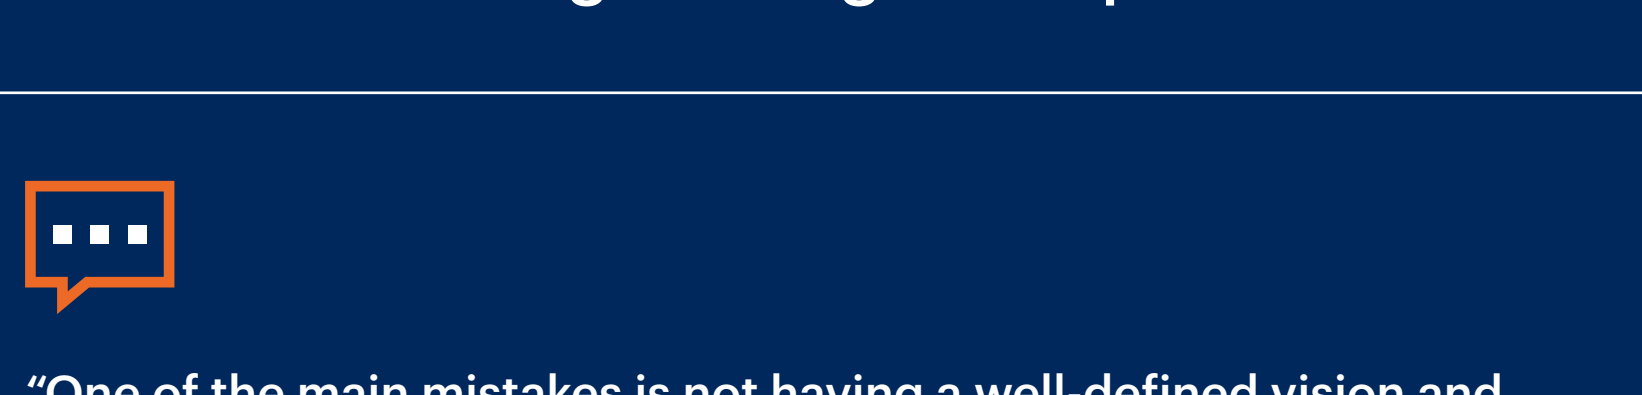 “One of the main mistakes is not having a well-defined vision and